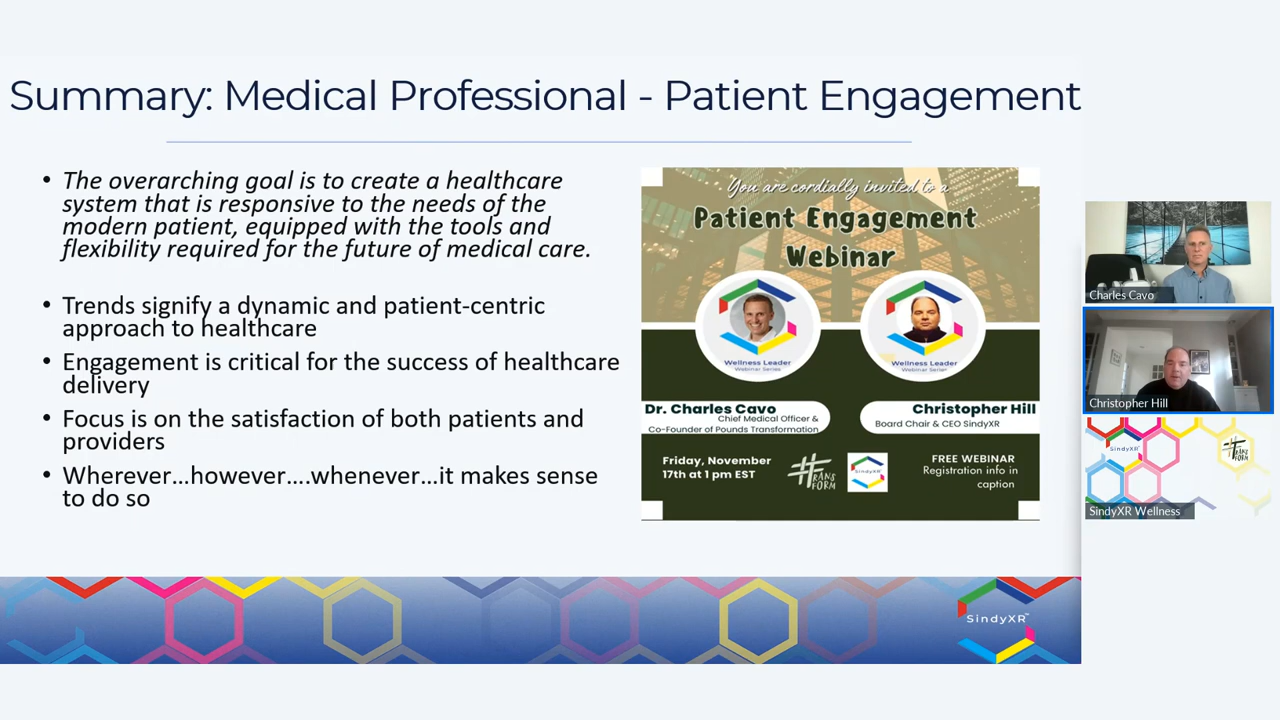 Summary: Medical Professional - Patient Engagement
• The overarching goal is to create a healthcare
system that is responsive to the needs of the
modern patient, equipped with the tools and
flexibility required for the future of medical care.
• Trends signify a dynamic and patient-centric
approach to healthcare
• Engagement is critical for the success of healthcare
delivery
• Focus is on the satisfaction of both patients and
providers
• Wherever...however....whenever...it makes sense
to do so
You are cordially invited to a
Patient Engagement
Webinar
Wellness Leader
Webinar Series
Wellness Leader
Webinar Series
Dr. Charles Cavo
Chief Medical Officer &
Co-Founder of Pounds Transformation
Christopher Hill
Board Chair & CEO SindyXR
Friday, November
17th at 1 pm EST
#TRANS
FORM
SindyXR
FREE WEBINAR
Registration info in
caption
SindyXR™
Charles Cavo
Christopher Hill
SindyXR
#TRANS
FORM
SindyXR Wellness